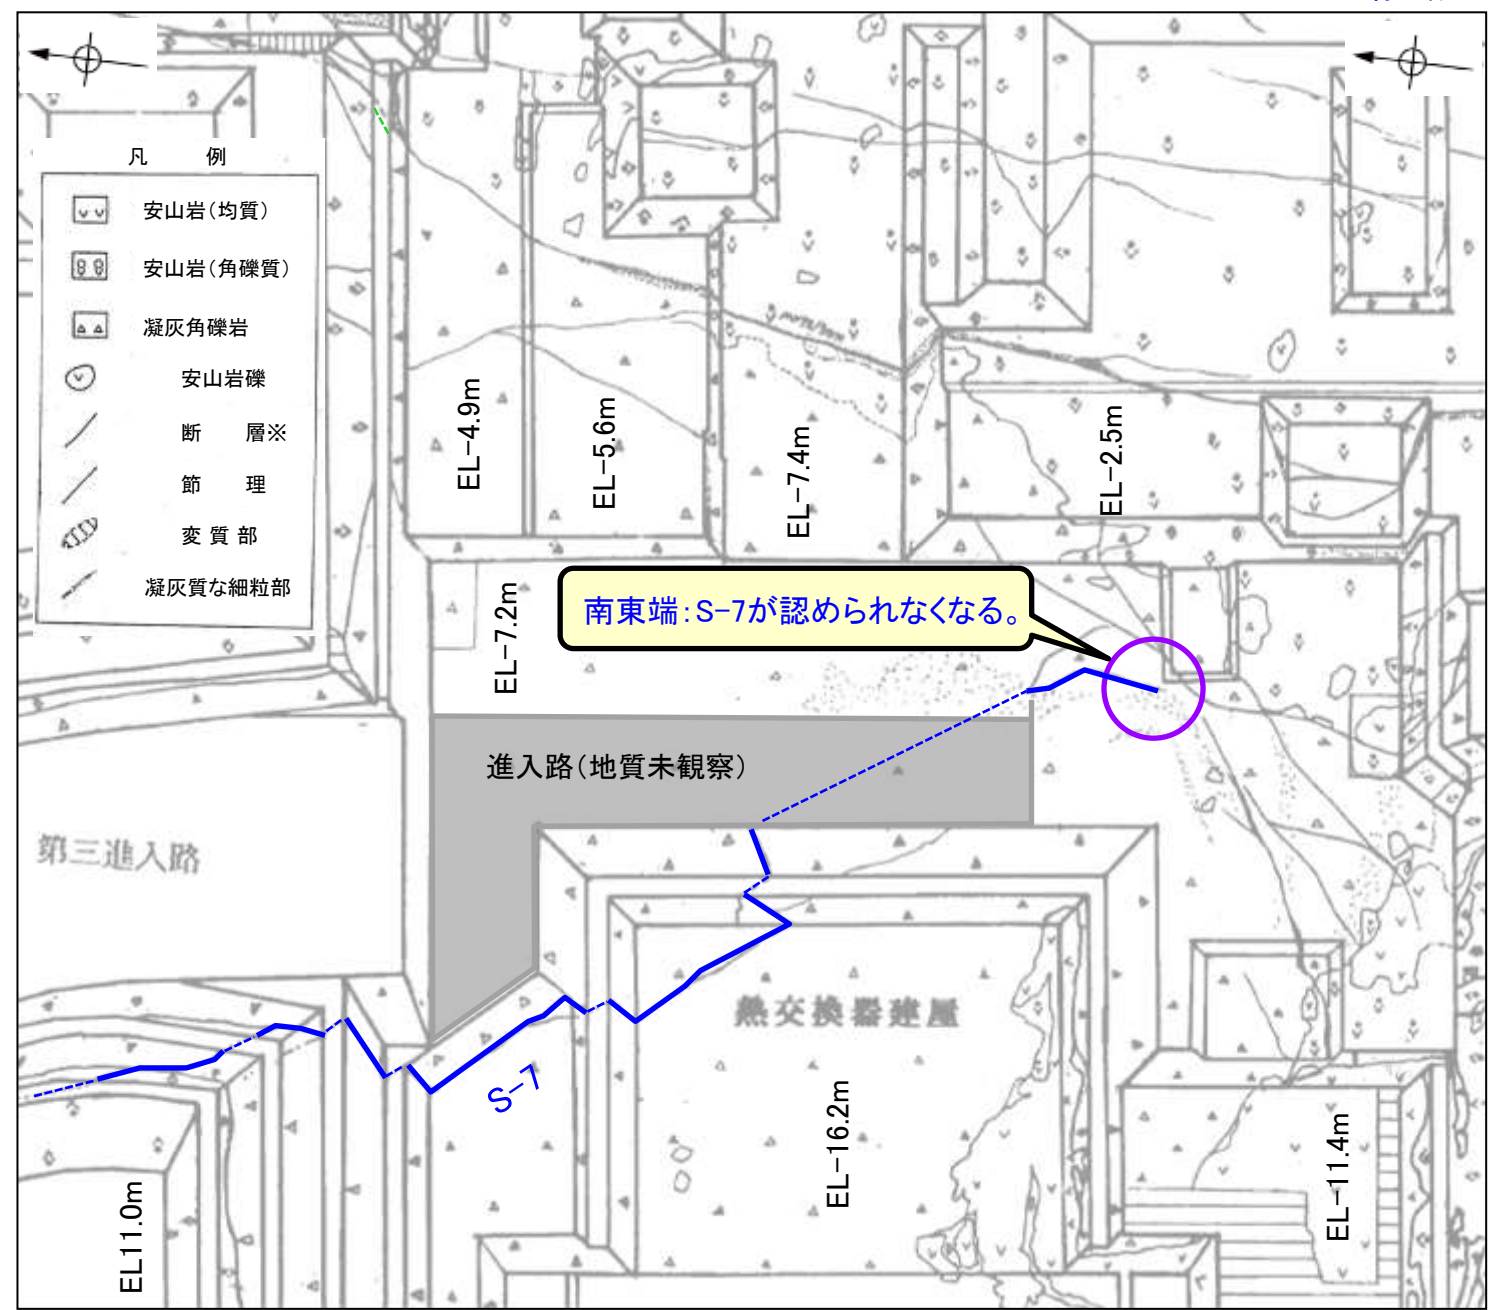 凡 例
安山岩(均質)
安山岩(角礫質)
凝灰角礫岩
安山岩礫
断 層※
節 理
変 質 部
凝灰質な細粒部
EL-4.9m
EL-5.6m
EL-7.4m
EL-2.5m
EL-7.2m
南東端:S-7が認められなくなる。
進入路(地質未観察)
第三進入路
熱交換器建屋
S-7
EL-16.2m
EL11.0m
EL-11.4m